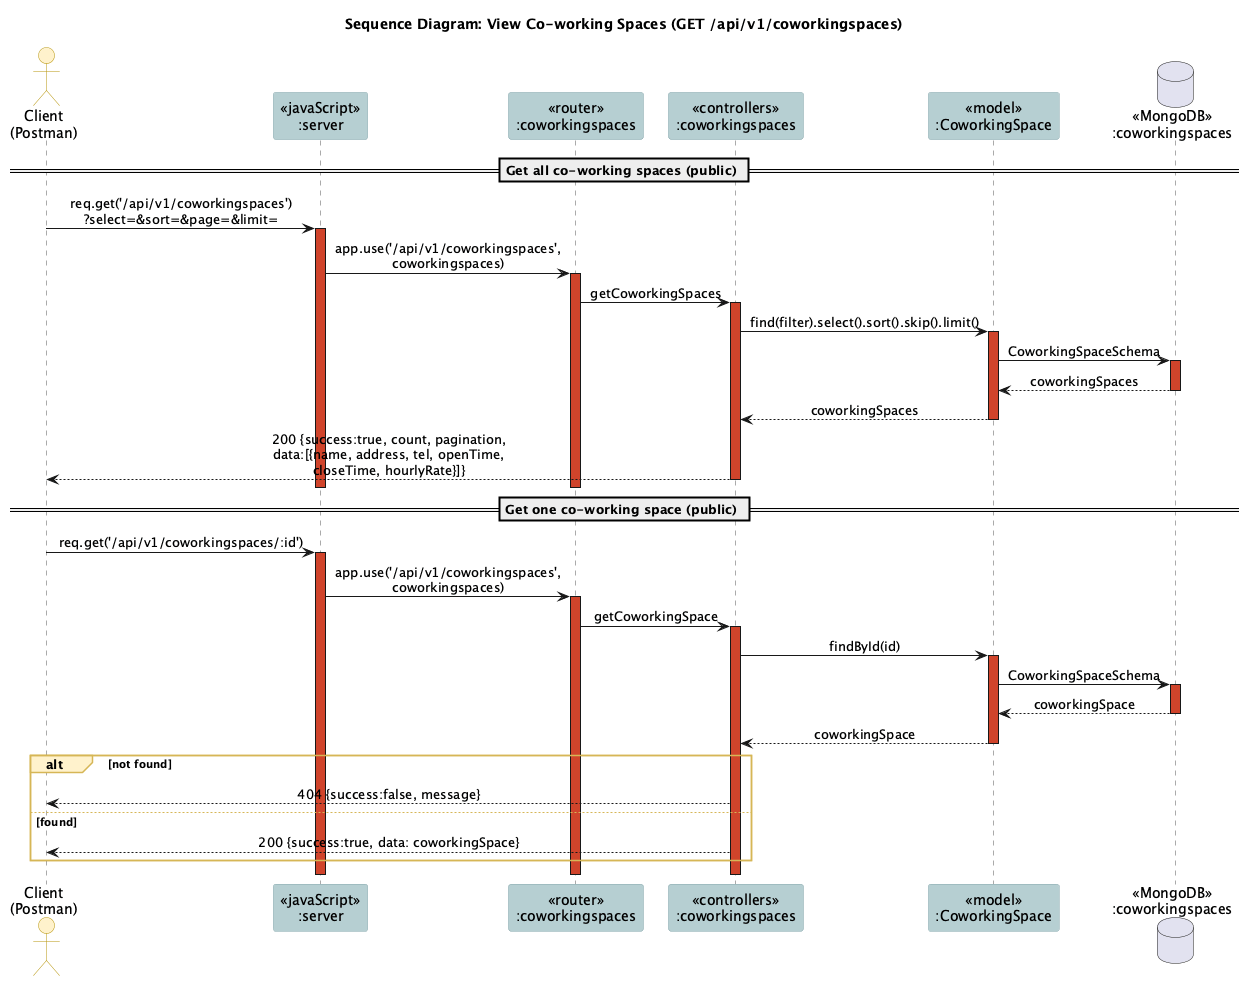 Sequence Diagram: View Co-working Spaces (GET /api/v1/coworkingspaces)
Client
(Postman)
«javaScript»
:server
«router»
:coworkingspaces
«controllers»
:coworkingspaces
«model»
:CoworkingSpace
«MongoDB»
:coworkingspaces
Get all co-working spaces (public)
req.get('/api/v1/coworkingspaces')
?select=&sort=&page=&limit=
app.use('/api/v1/coworkingspaces',
coworkingspaces)
getCoworkingSpaces
find(filter).select().sort().skip().limit()
CoworkingSpaceSchema
coworkingSpaces
coworkingSpaces
200 {success:true, count, pagination,
data:[{name, address, tel, openTime,
closeTime, hourlyRate}]}
Get one co-working space (public)
req.get('/api/v1/coworkingspaces/:id')
app.use('/api/v1/coworkingspaces',
coworkingspaces)
getCoworkingSpace
findById(id)
CoworkingSpaceSchema
coworkingSpace
coworkingSpace
alt [not found]
404 {success:false, message}
[found]
200 {success:true, data: coworkingSpace}
Client
(Postman)
«javaScript»
:server
«router»
:coworkingspaces
«controllers»
:coworkingspaces
«model»
:CoworkingSpace
«MongoDB»
:coworkingspaces